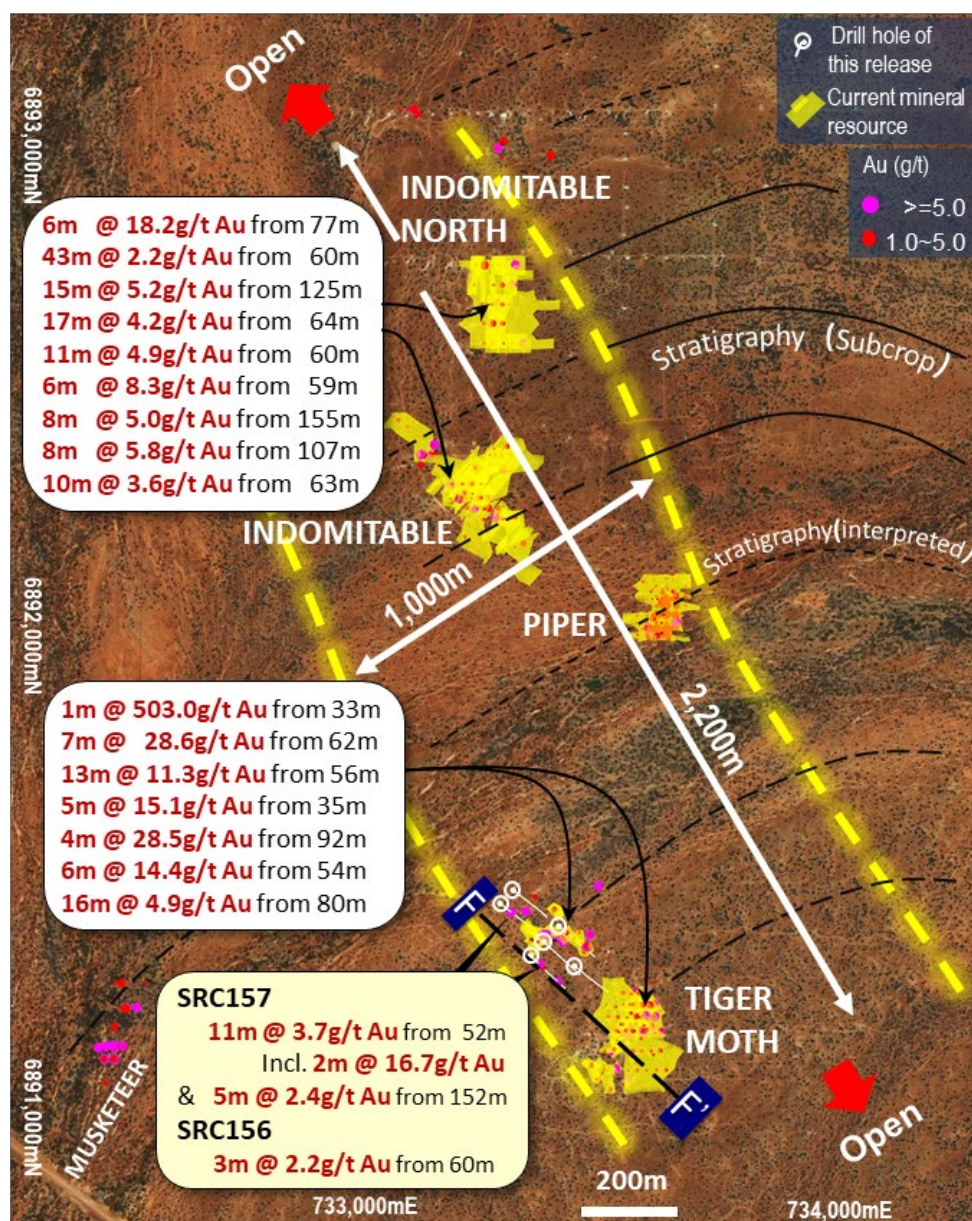 Open
Drill hole of
this release
Current mineral
resource
Au (g/t)
>=5.0
1.0~5.0
6893,000mN
INDOMITABLE
NORTH
6m @ 18.2g/t Au from 77m
43m @ 2.2g/t Au from 60m
15m @ 5.2g/t Au from 125m
17m @ 4.2g/t Au from 64m
11m @ 4.9g/t Au from 60m
6m @ 8.3g/t Au from 59m
8m @ 5.0g/t Au from 155m
8m @ 5.8g/t Au from 107m
10m @ 3.6g/t Au from 63m
Stratigraphy (Subcrop)
INDOMITABLE
Stratigraphy(interpreted)
1,000m
PIPER
6892,000mN
2,200m
1m @ 503.0g/t Au from 33m
7m @ 28.6g/t Au from 62m
13m @ 11.3g/t Au from 56m
5m @ 15.1g/t Au from 35m
4m @ 28.5g/t Au from 92m
6m @ 14.4g/t Au from 54m
16m @ 4.9g/t Au from 80m
F
SRC157
11m @ 3.7g/t Au from 52m
Incl. 2m @ 16.7g/t Au
& 5m @ 2.4g/t Au from 152m
SRC156
3m @ 2.2g/t Au from 60m
TIGER
MOTH
F'
Open
MUSKETEER
6891,000mN
200m
733,000mE
734,000mE